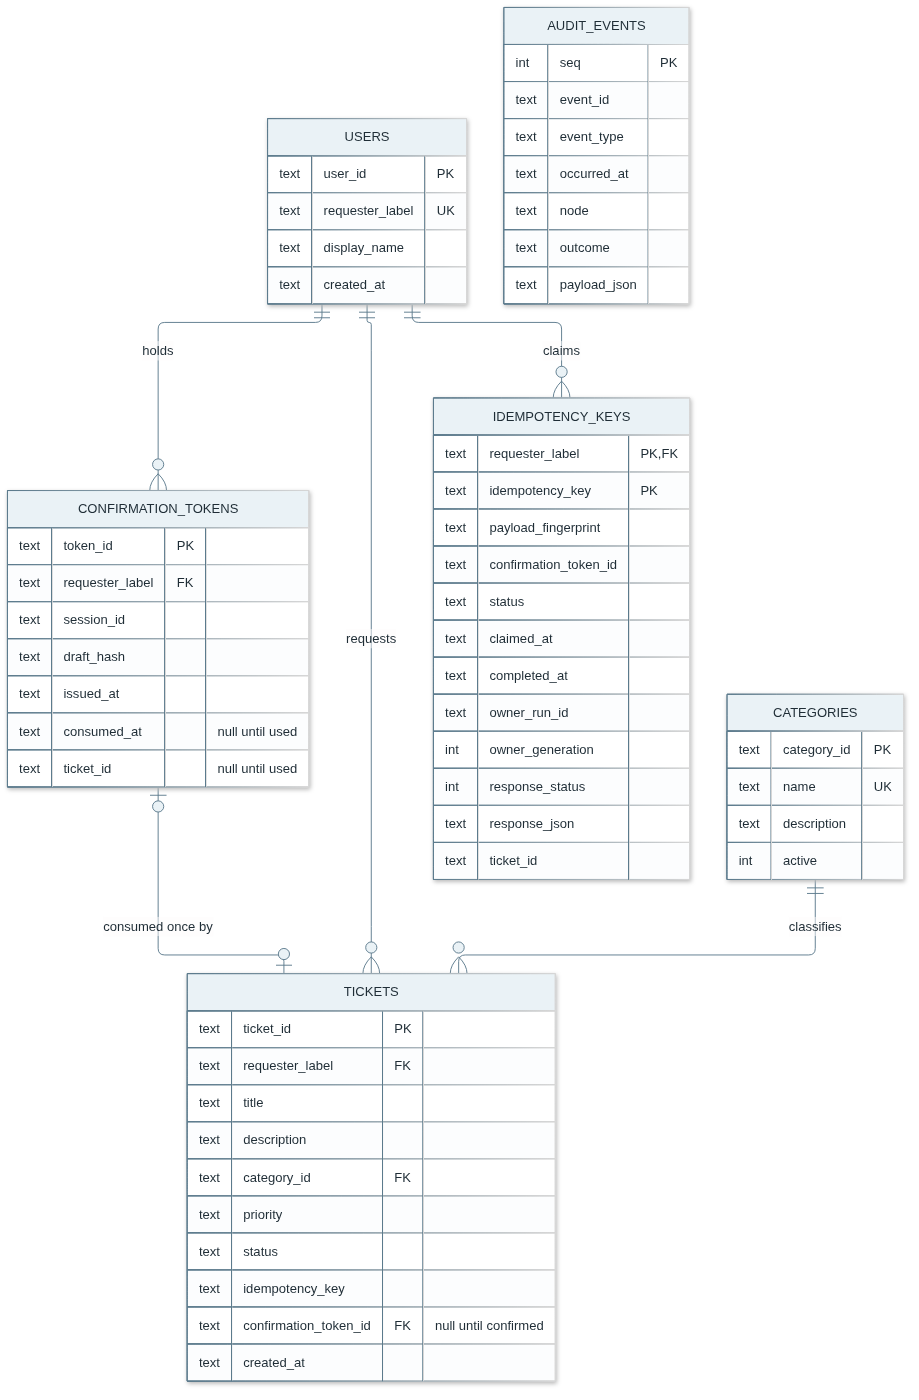 AUDIT_EVENTS
int seq PK
text event_id
text event_type
text occurred_at
text node
text outcome
text payload_json
USERS
text user_id PK
text requester_label UK
text display_name
text created_at
holds
claims
requests
IDEMPOTENCY_KEYS
text requester_label PK,FK
text idempotency_key PK
text payload_fingerprint
text confirmation_token_id
text status
text claimed_at
text completed_at
text owner_run_id
int owner_generation
int response_status
text response_json
text ticket_id
CONFIRMATION_TOKENS
text token_id PK
text requester_label FK
text session_id
text draft_hash
text issued_at
text consumed_at null until used
text ticket_id null until used
CATEGORIES
text category_id PK
text name UK
text description
int active
consumed once by
classifies
TICKETS
text ticket_id PK
text requester_label FK
text title
text description
text category_id FK
text priority
text status
text idempotency_key
text confirmation_token_id FK null until confirmed
text created_at